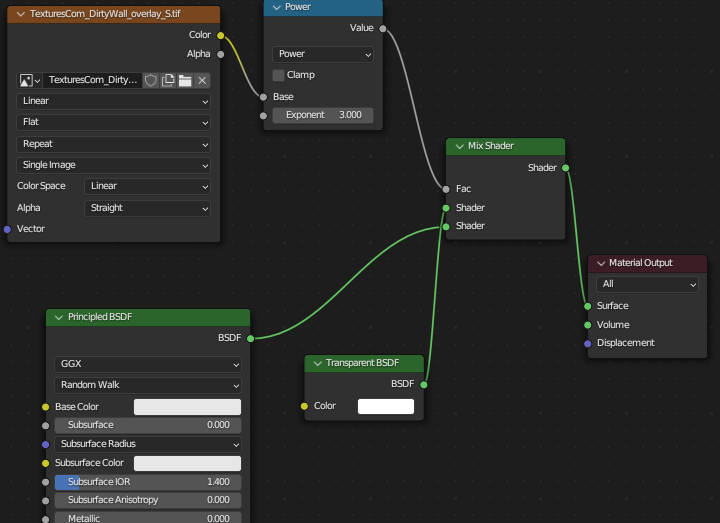 TexturesCom_DirtyWall_overlay_S.tif
Color
Alpha
TexturesCom_Dirty...
Linear
Flat
Repeat
Single Image
Color Space Linear
Alpha Straight
Vector
Power
Value
Power
Clamp
Base
Exponent 3.000
Mix Shader
Shader
Fac
Shader
Shader
Material Output
All
Surface
Volume
Displacement
Principled BSDF
BSDF
GGX
Random Walk
Base Color
Subsurface 0.000
Subsurface Radius
Subsurface Color
Subsurface IOR 1.400
Subsurface Anisotropy 0.000
Metallic 0.000
Transparent BSDF
BSDF
Color